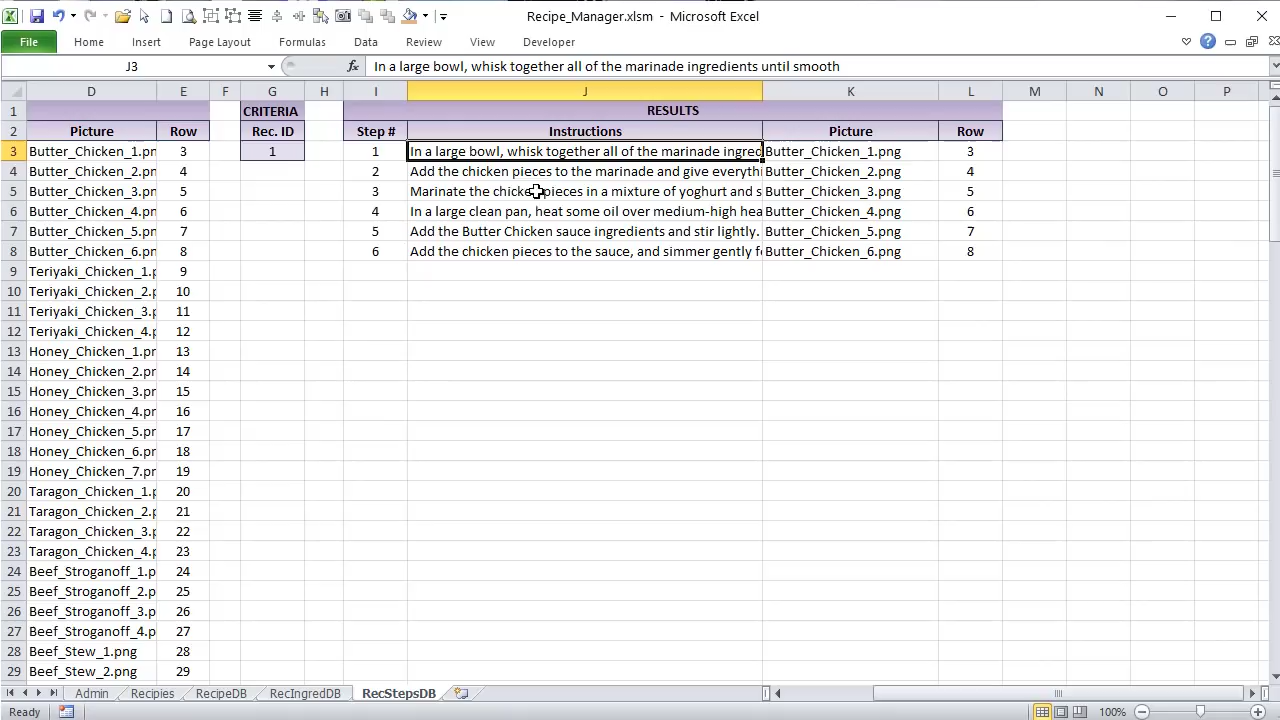 Recipe_Manager.xlsm - Microsoft Excel
File Home Insert Page Layout Formulas Data Review View Developer
J3 fx In a large bowl, whisk together all of the marinade ingredients until smooth
D E F G H I J K L M N O P
1 CRITERIA RESULTS
2 Picture Row Rec. ID Step # Instructions Picture Row
3 Butter_Chicken_1.pn 3 1 1 In a large bowl, whisk together all of the marinade ingred Butter_Chicken_1.png 3
4 Butter_Chicken_2.pn 4 2 Add the chicken pieces to the marinade and give everythi Butter_Chicken_2.png 4
5 Butter_Chicken_3.pn 5 3 Marinate the chicken pieces in a mixture of yoghurt and s Butter_Chicken_3.png 5
6 Butter_Chicken_4.pn 6 4 In a large clean pan, heat some oil over medium-high hea Butter_Chicken_4.png 6
7 Butter_Chicken_5.pn 7 5 Add the Butter Chicken sauce ingredients and stir lightly. Butter_Chicken_5.png 7
8 Butter_Chicken_6.pn 8 6 Add the chicken pieces to the sauce, and simmer gently f Butter_Chicken_6.png 8
9 Teriyaki_Chicken_1.p 9
10 Teriyaki_Chicken_2.p 10
11 Teriyaki_Chicken_3.p 11
12 Teriyaki_Chicken_4.p 12
13 Honey_Chicken_1.pr 13
14 Honey_Chicken_2.pr 14
15 Honey_Chicken_3.pr 15
16 Honey_Chicken_4.pr 16
17 Honey_Chicken_5.pr 17
18 Honey_Chicken_6.pr 18
19 Honey_Chicken_7.pr 19
20 Taragon_Chicken_1.p 20
21 Taragon_Chicken_2.p 21
22 Taragon_Chicken_3.p 22
23 Taragon_Chicken_4.p 23
24 Beef_Stroganoff_1.p 24
25 Beef_Stroganoff_2.p 25
26 Beef_Stroganoff_3.p 26
27 Beef_Stroganoff_4.p 27
28 Beef_Stew_1.png 28
29 Beef_Stew_2.png 29
Admin Recipies RecipeDB RecIngredDB RecStepsDB
Ready 100%